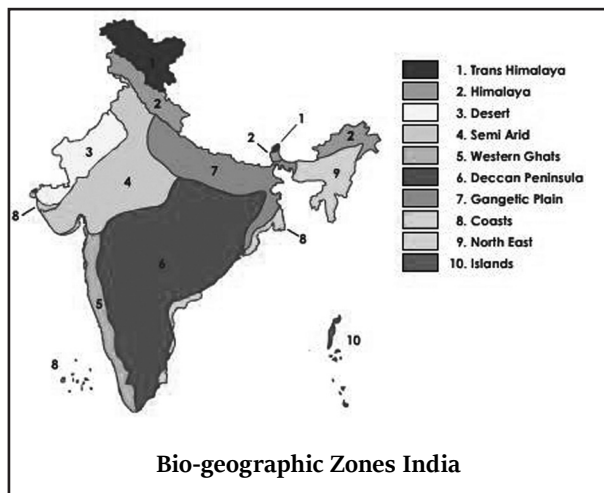 1
2
3
4
5
6
7
8
8
2
1
2
9
8
10
8
1. Trans Himalaya
2. Himalaya
3. Desert
4. Semi Arid
5. Western Ghats
6. Deccan Peninsula
7. Gangetic Plain
8. Coasts
9. North East
10. Islands
Bio-geographic Zones India